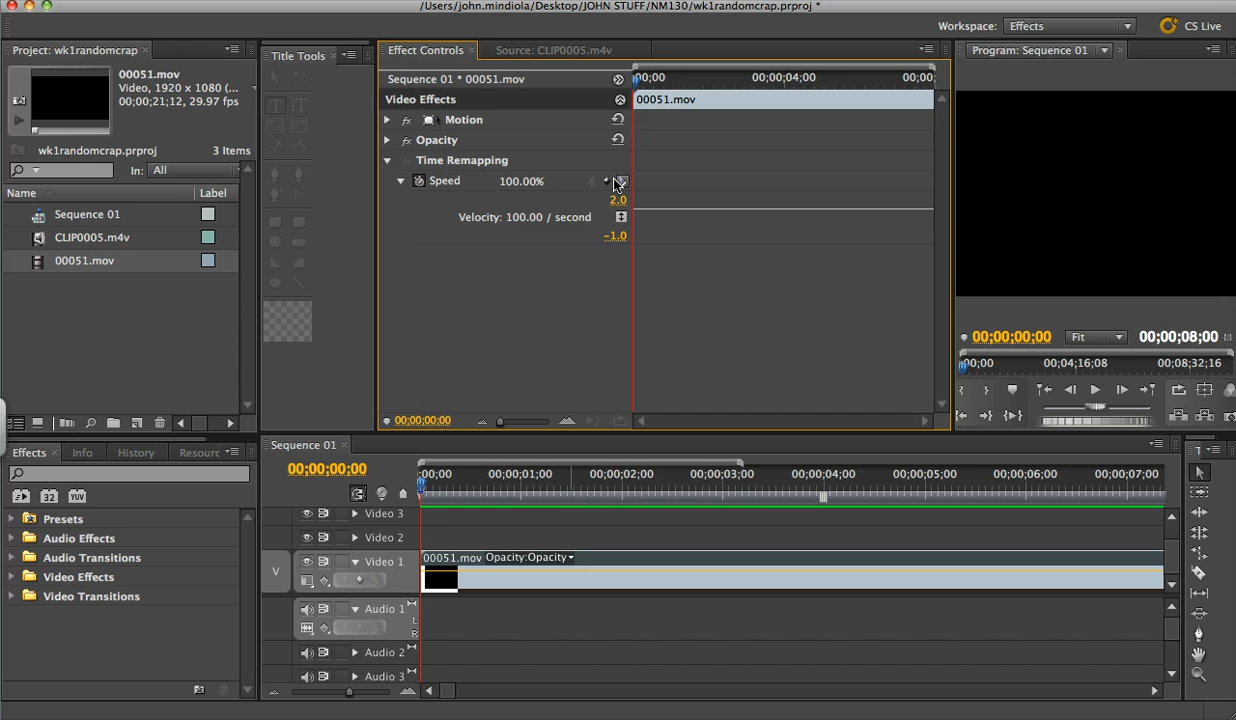 /Users/john.mindiola/Desktop/JOHN STUFF/NM130/wk1randomcrap.prproj *
Workspace: Effects
CS Live
Project: wk1randomcrap
00051.mov
Video, 1920 x 1080 (...
00;00;21;12, 29.97 fps
wk1randomcrap.prproj
3 Items
In: All
Name
Label
Sequence 01
CLIP0005.m4v
00051.mov
Title Tools
Effect Controls
Source: CLIP0005.m4v
Sequence 01 * 00051.mov
Video Effects
fx Motion
fx Opacity
Time Remapping
Speed 100.00%
2.0
Velocity: 100.00 / second
-1.0
00;00
00;00;04;00
00;00;
00051.mov
00;00;00;00
Program: Sequence 01
00;00;00;00
Fit
00;00;08;00
00;00
00;04;16;08
00;08;32;16
Effects
Info
History
Resourc
32
YUV
Presets
Audio Effects
Audio Transitions
Video Effects
Video Transitions
Sequence 01
00;00;00;00
;00;00
00;00;01;00
00;00;02;00
00;00;03;00
00;00;04;00
00;00;05;00
00;00;06;00
00;00;07;00
Video 3
Video 2
V
Video 1
00051.mov Opacity:Opacity
Audio 1
L
R
Audio 2
Audio 3
T